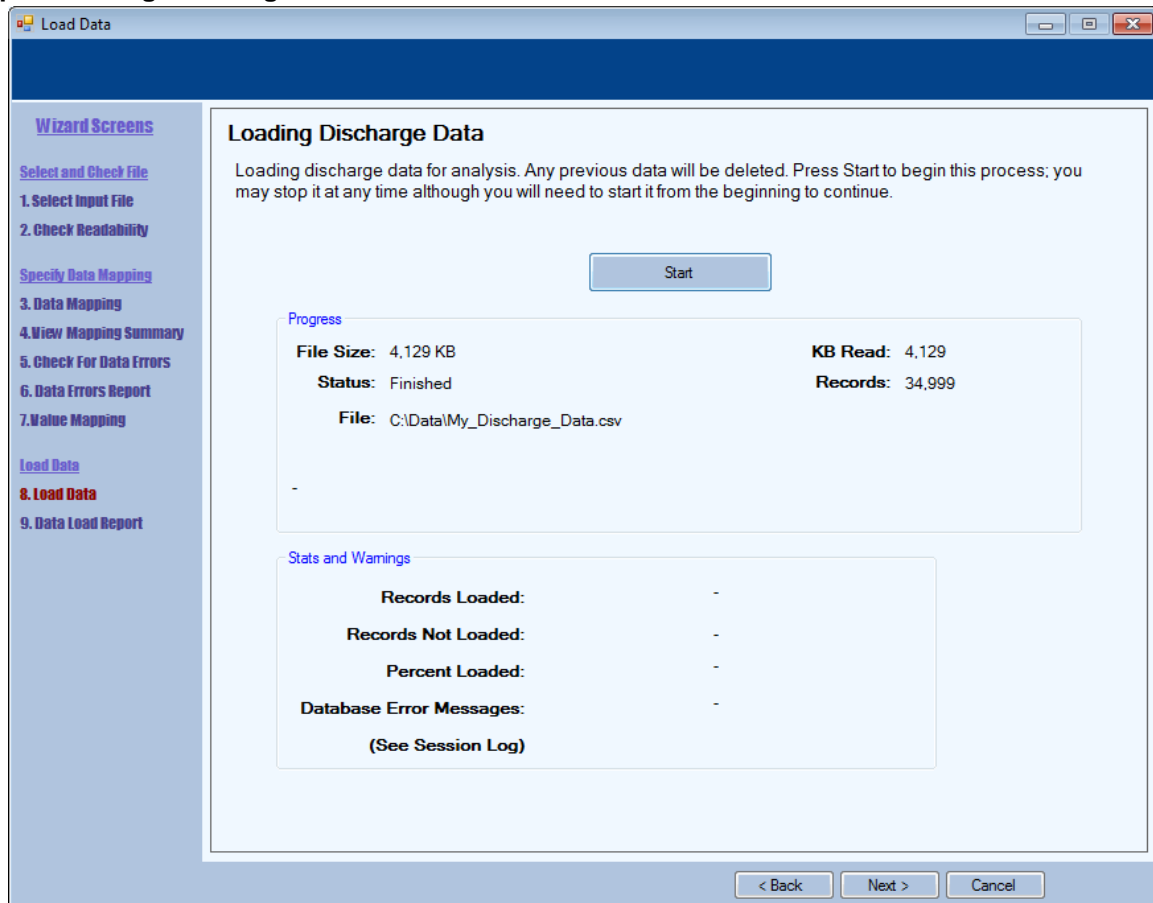 Load Data
Wizard Screens
Select and Check File
1. Select Input File
2. Check Readability
Specify Data Mapping
3. Data Mapping
4.View Mapping Summary
5. Check For Data Errors
6. Data Errors Report
7.Value Mapping
Load Data
8. Load Data
9. Data Load Report
Loading Discharge Data
Loading discharge data for analysis. Any previous data will be deleted. Press Start to begin this process; you
may stop it at any time although you will need to start it from the beginning to continue.
Start
Progress
File Size: 4,129 KB KB Read: 4,129
Status: Finished Records: 34,999
File: C:\Data\My_Discharge_Data.csv
-
Stats and Warnings
Records Loaded: -
Records Not Loaded: -
Percent Loaded: -
Database Error Messages: -
(See Session Log)
< Back Next > Cancel